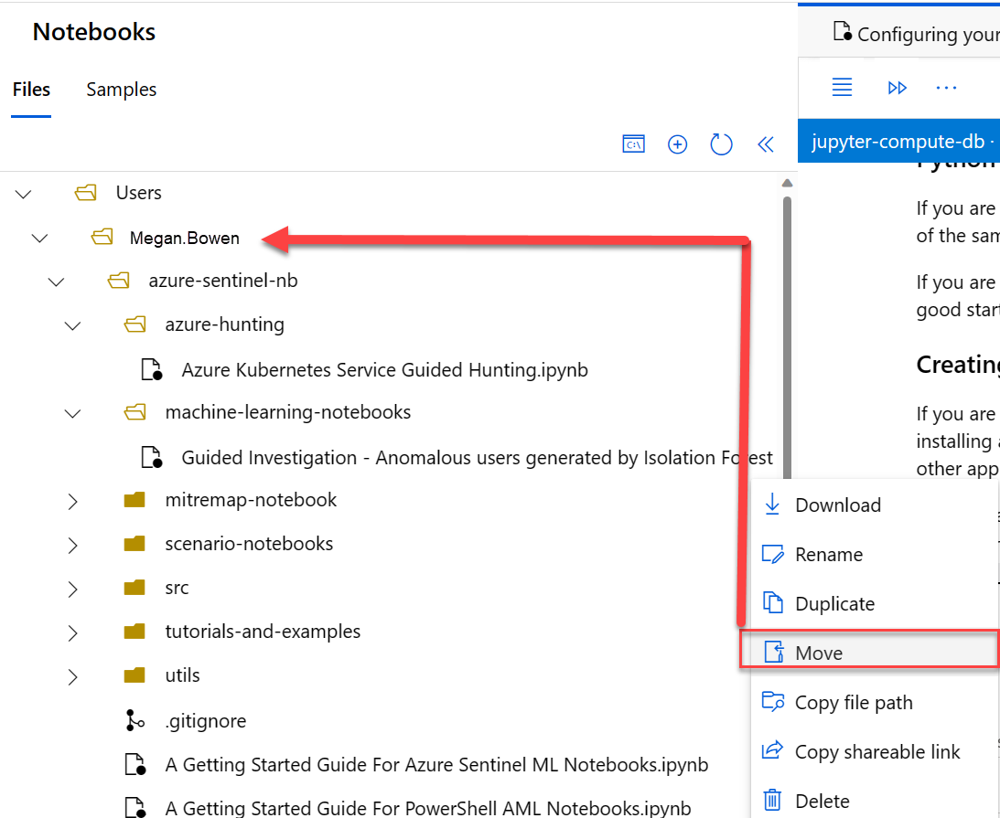 Notebooks
Configuring your
Files Samples
C:\
jupyter-compute-db ·
Python
Users
If you are
of the sam
Megan.Bowen
azure-sentinel-nb
If you are
good start
azure-hunting
Azure Kubernetes Service Guided Hunting.ipynb
Creating
machine-learning-notebooks
If you are
installing a
other app
Guided Investigation - Anomalous users generated by Isolation Forest
mitremap-notebook
scenario-notebooks
src
tutorials-and-examples
utils
.gitignore
A Getting Started Guide For Azure Sentinel ML Notebooks.ipynb
A Getting Started Guide For PowerShell AML Notebooks.ipynb
Download
Rename
Duplicate
Move
Copy file path
Copy shareable link
Delete